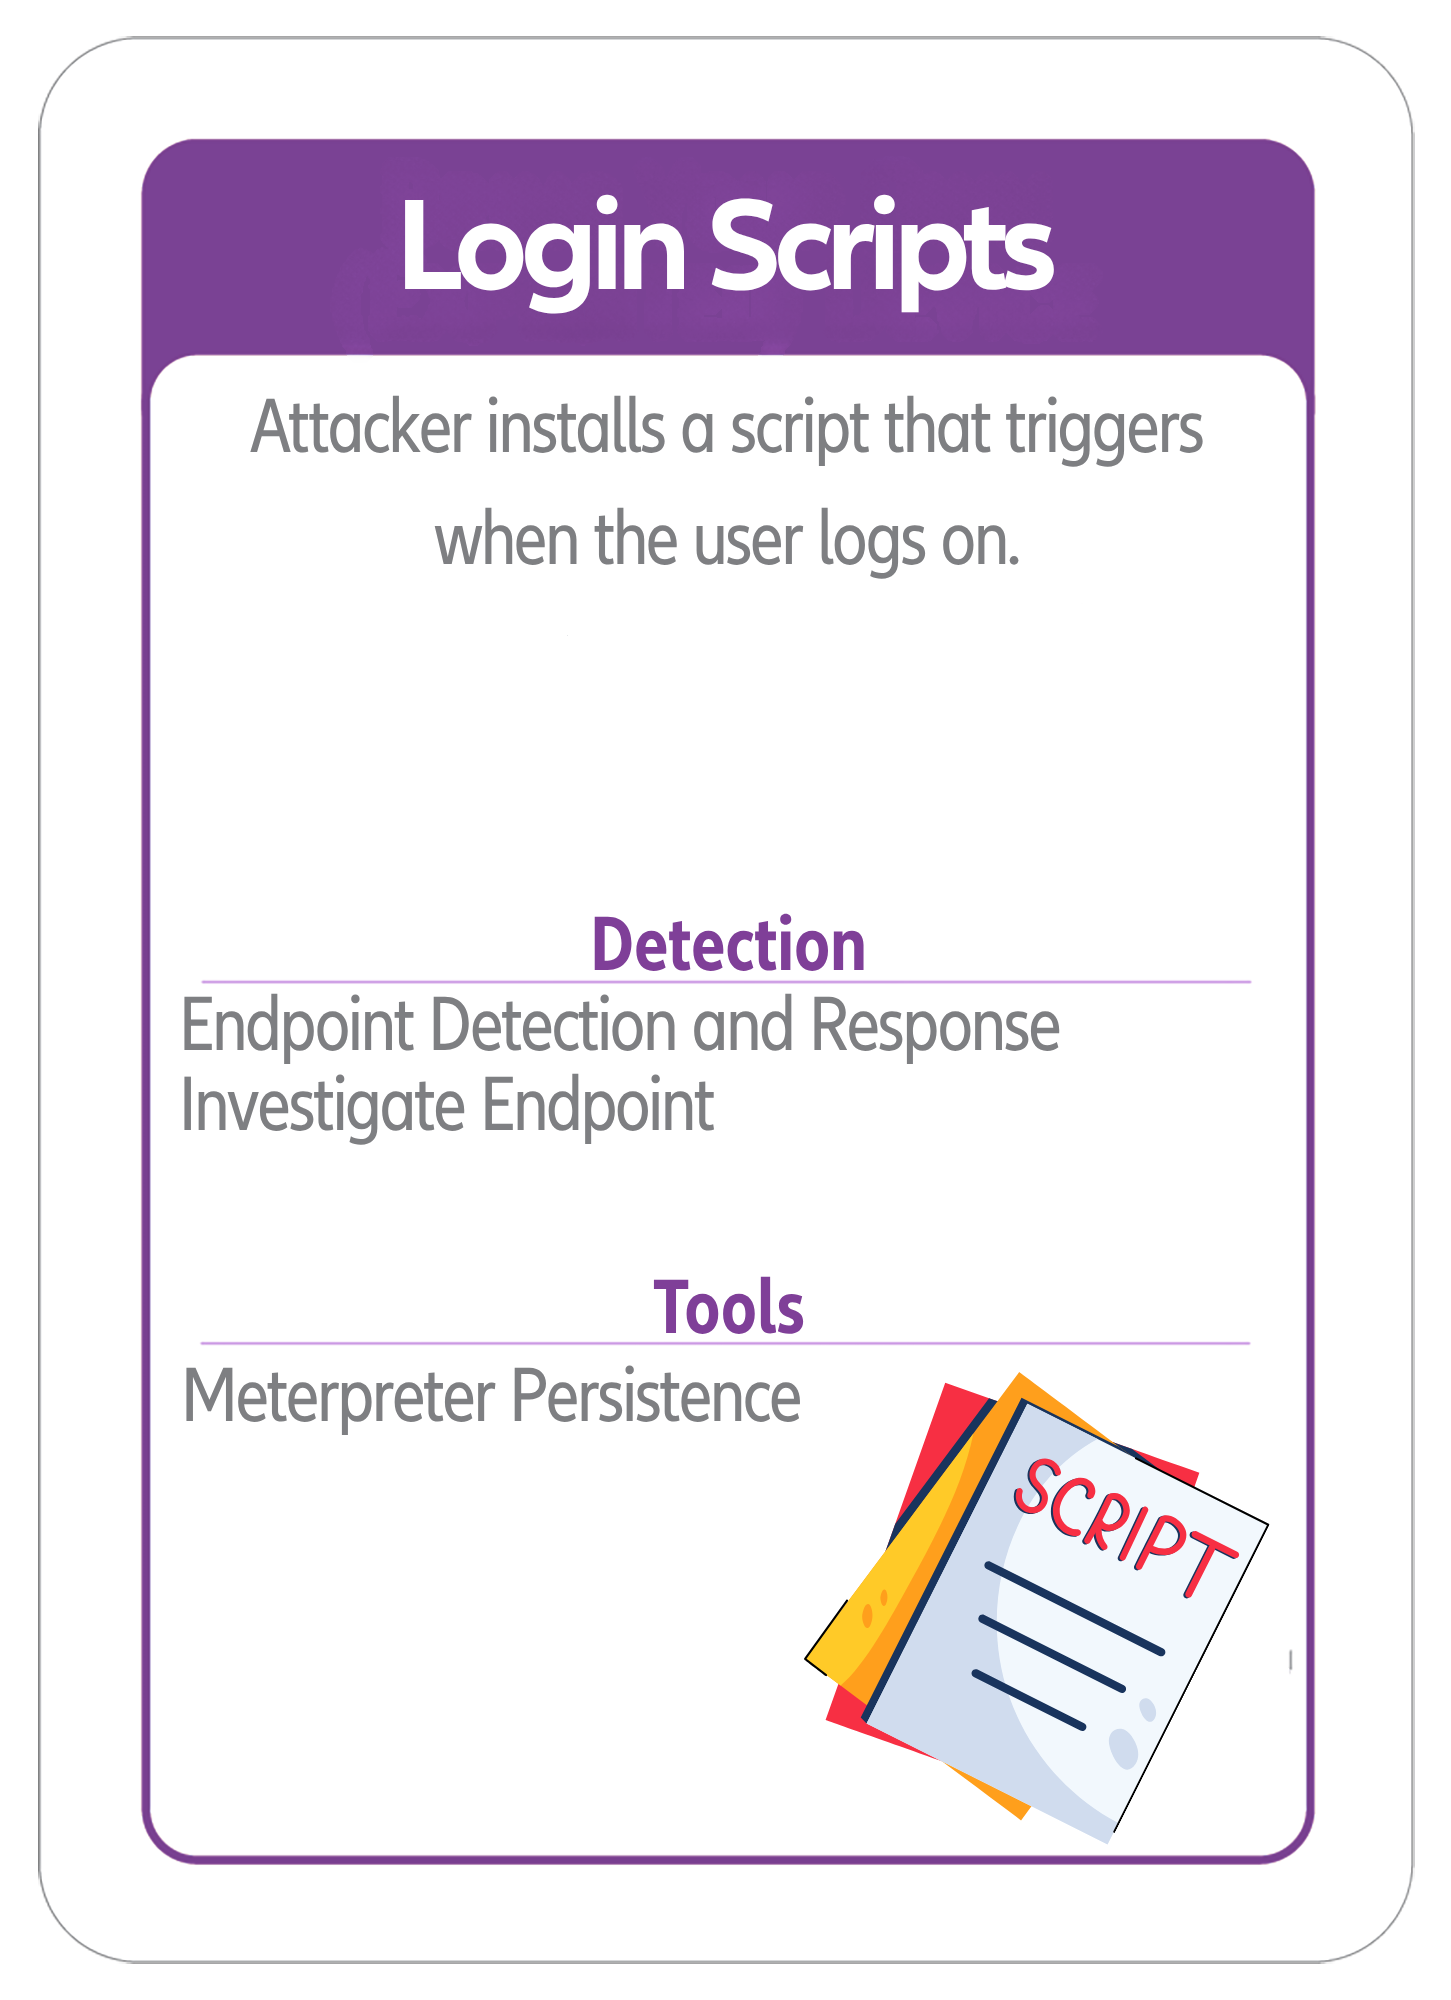 Login Scripts
Attacker installs a script that triggers
when the user logs on.
Detection
Endpoint Detection and Response
Investigate Endpoint
Tools
Meterpreter Persistence
SCRIPT